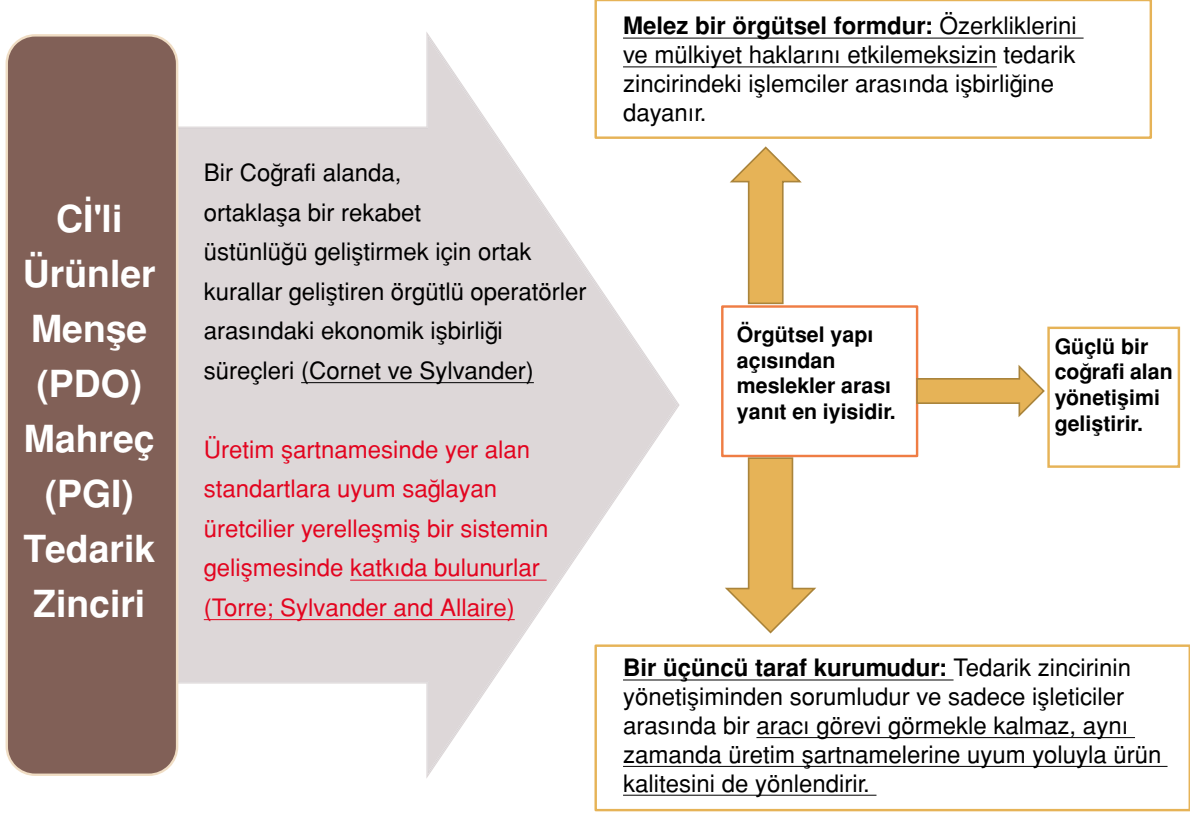 Cİ'li
Ürünler
Menşe
(PDO)
Mahreç
(PGI)
Tedarik
Zinciri
Bir Coğrafi alanda,
ortaklaşa bir rekabet
üstünlüğü geliştirmek için ortak
kurallar geliştiren örgütlü operatörler
arasındaki ekonomik işbirliği
süreçleri (Cornet ve Sylvander)
Üretim şartnamesinde yer alan
standartlara uyum sağlayan
üretcilier yerelleşmiş bir sistemin
gelişmesinde katkıda bulunurlar
(Torre; Sylvander and Allaire)
Melez bir örgütsel formdur: Özerkliklerini
ve mülkiyet haklarını etkilemeksizin tedarik
zincirindeki işlemciler arasında işbirliğine
dayanır.
Örgütsel yapı
açısından
meslekler arası
yanıt en iyisidir.
Güçlü bir
coğrafi alan
yönetişimi
geliştirir.
Bir üçüncü taraf kurumudur: Tedarik zincirinin
yönetişiminden sorumludur ve sadece işleticiler
arasında bir aracı görevi görmekle kalmaz, aynı
zamanda üretim şartnamelerine uyum yoluyla ürün
kalitesini de yönlendirir.